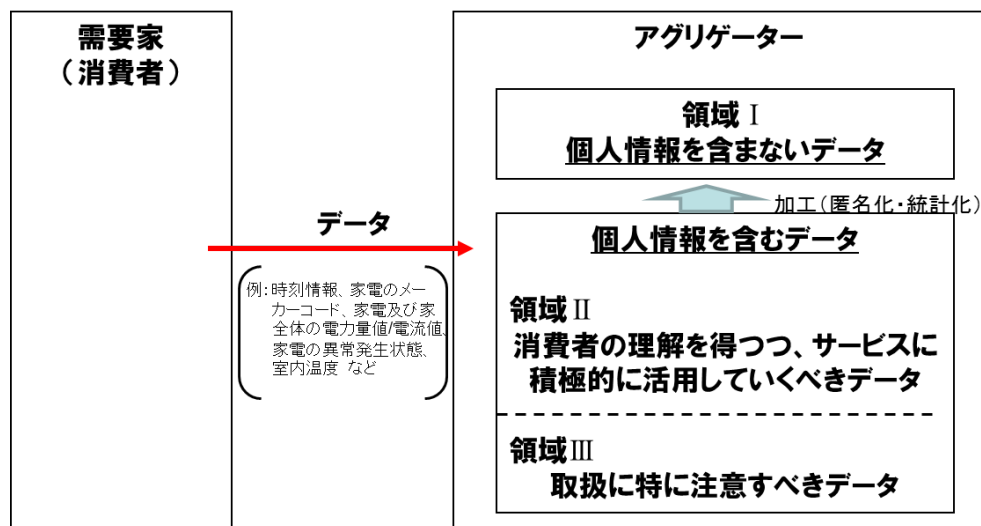 需要家
（消費者）
アグリゲーター
領域Ⅰ
個人情報を含まないデータ
加工（匿名化・統計化）
データ
例：時刻情報、家電のメー
カーコード、家電及び家
全体の電力量値/電流値、
家電の異常発生状態、
室内温度 など
個人情報を含むデータ
領域Ⅱ
消費者の理解を得つつ、サービスに
積極的に活用していくべきデータ
領域Ⅲ
取扱に特に注意すべきデータ